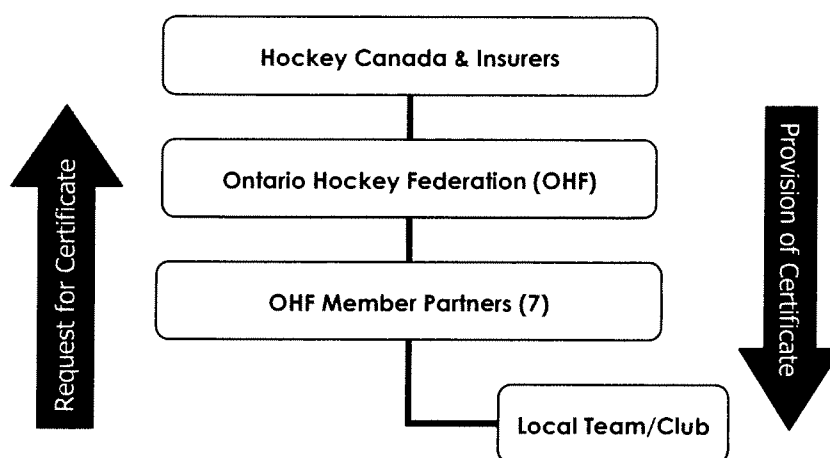 Hockey Canada & Insurers
Request for Certificate
Provision of Certificate
Ontario Hockey Federation (OHF)
OHF Member Partners (7)
Local Team/Club